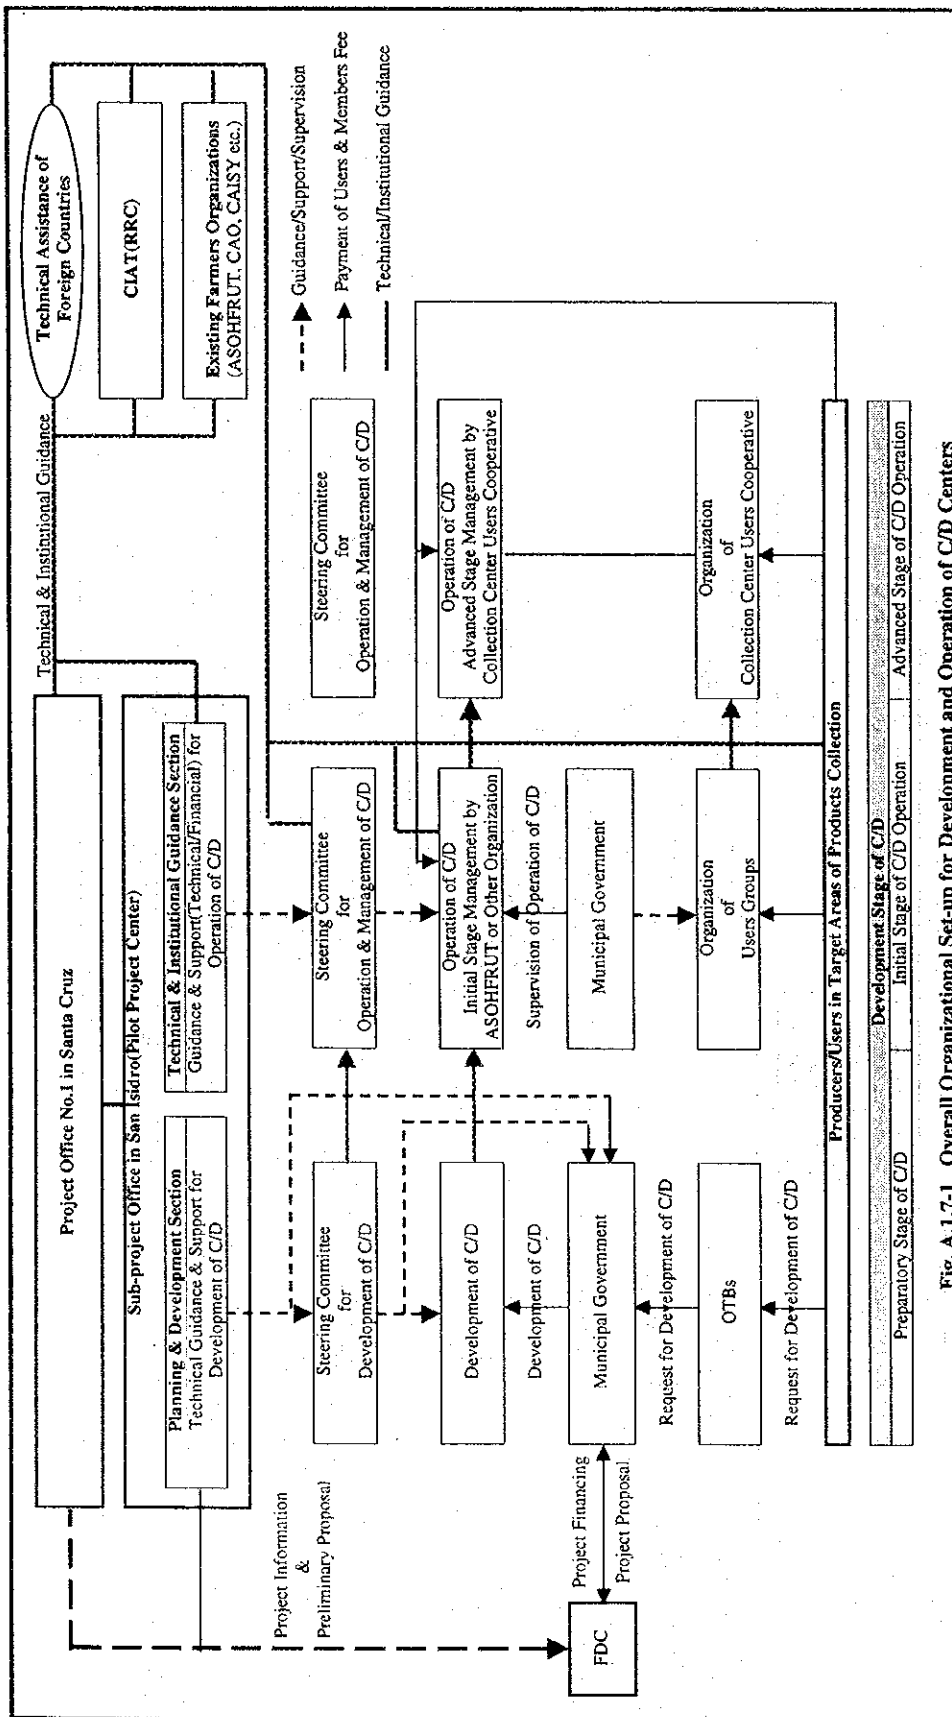 Project Office No.1 in Santa Cruz
Technical & Institutional Guidance
Technical Assistance of
Foreign Countries
CIAT(RRC)
Existing Farmers Organizations
(ASOHFRUT, CAO, CAISY etc.)
Sub-project Office in San Isidro(Pilot Project Center)
Planning & Development Section
Technical Guidance & Support for
Development of C/D
Technical & Institutional Guidance Section
Guidance & Support(Technical/Financial) for
Operation of C/D
Guidance/Support/Supervision
Payment of Users & Members Fee
Technical/Institutional Guidance
Project Information
&
Preliminary Proposal
Steering Committee
for
Development of C/D
Steering Committee
for
Operation & Management of C/D
Steering Committee
for
Operation & Management of C/D
Development of C/D
Operation of C/D
Initial Stage Management by
ASOHFRUT or Other Organization
Operation of C/D
Advanced Stage Management by
Collection Center Users Cooperative
Development of C/D
Supervision of Operation of C/D
FDC
Project Financing
Project Proposal.
Municipal Government
Municipal Government
Request for Development of C/D
OTBs
Organization
of
Users Groups
Organization
of
Collection Center Users Cooperative
Request for Development of C/D
Producers/Users in Target Areas of Products Collection
Development Stage of C/D
Preparatory Stage of C/D
Initial Stage of C/D Operation
Advanced Stage of C/D Operation
Fig. A.1.7-1 Overall Organizational Set-up for Development and Operation of C/D Centers